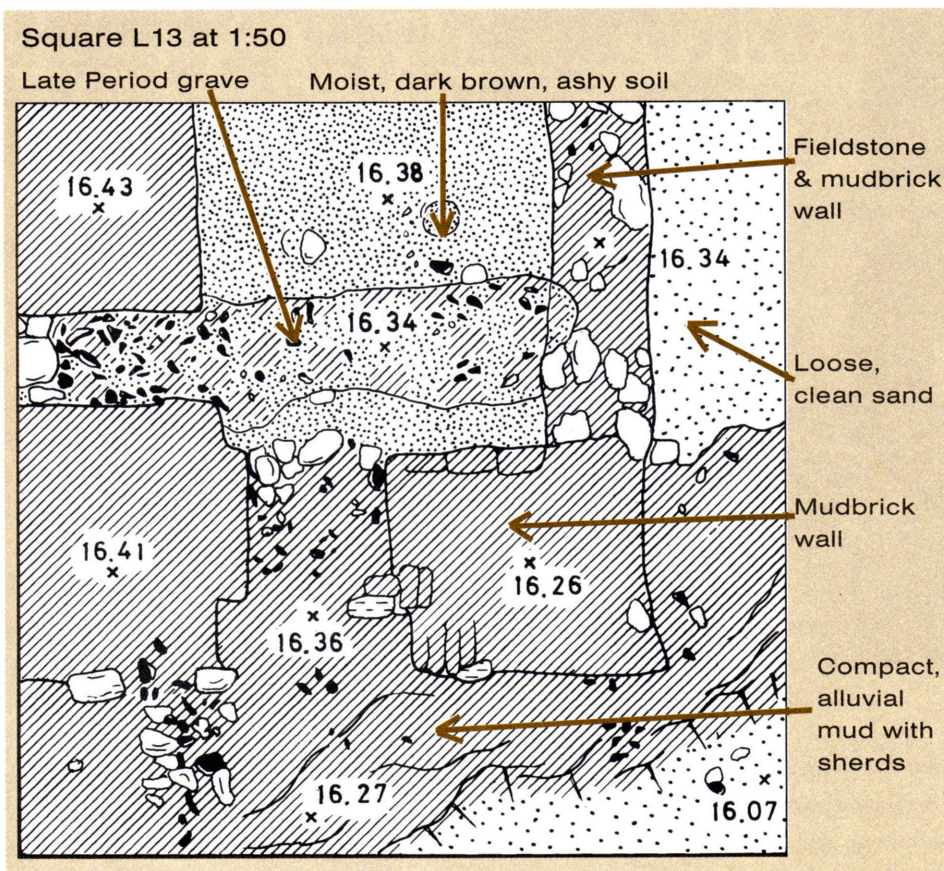 Square L13 at 1:50
Late Period grave
Moist, dark brown, ashy soil
Fieldstone
& mudbrick
wall
16.43
16.38
16.34
16.34
Loose,
clean sand
Mudbrick
wall
16.41
16.26
16.36
Compact,
alluvial
mud with
sherds
16.27
16.07